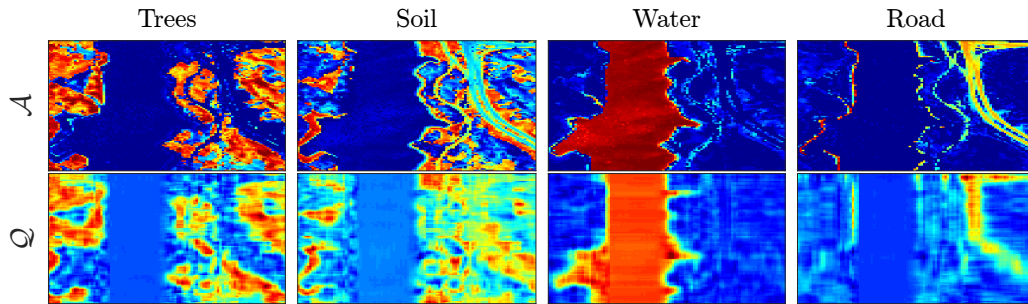 Trees Soil Water Road
𝒜
𝒬